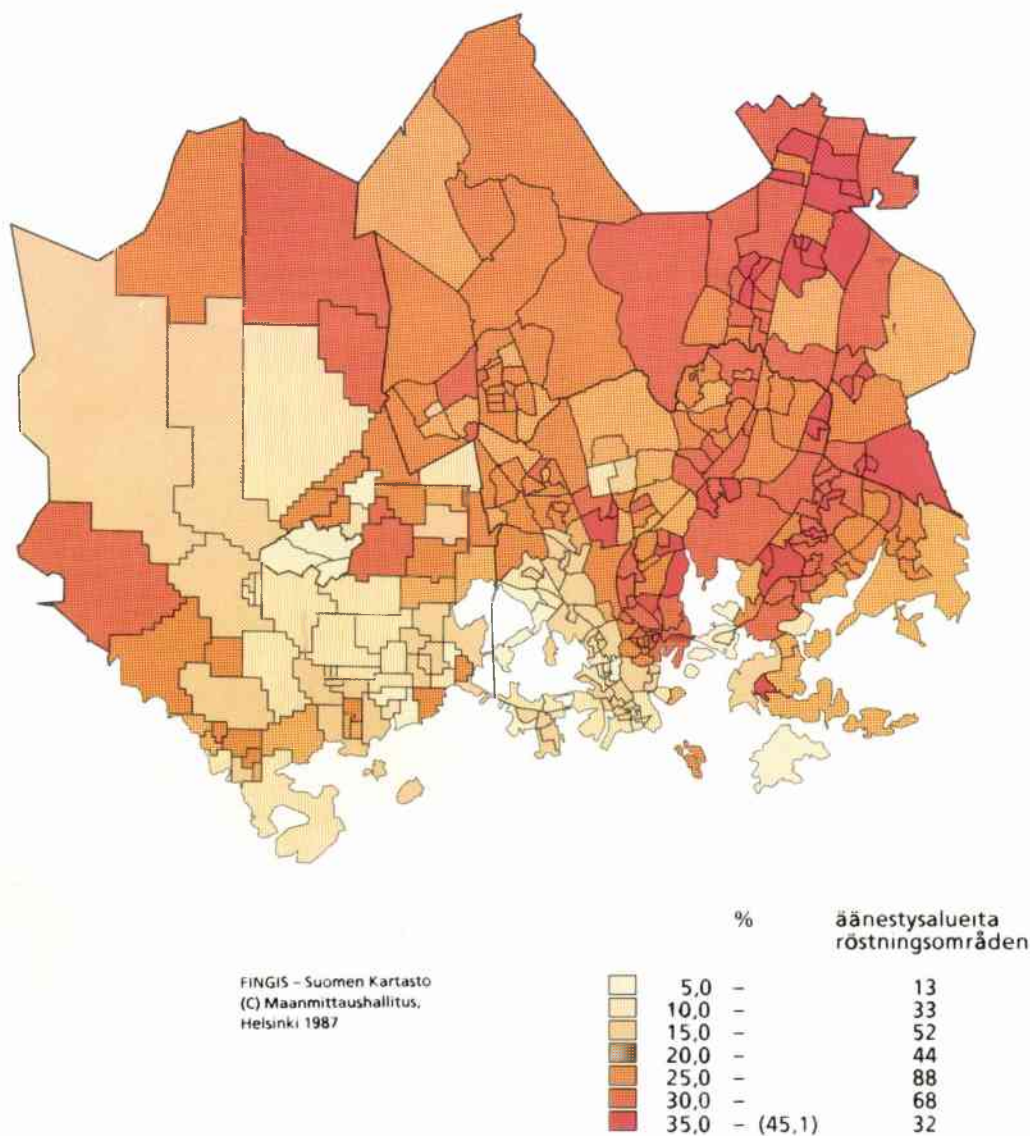 % äänestysalueita
röstningsområden
FINGIS – Suomen Kartasto
(C) Maanmittaushallitus,
Helsinki 1987
5,0 – 13
10,0 – 33
15,0 – 52
20,0 – 44
25,0 – 88
30,0 – 68
35,0 – (45,1) 32